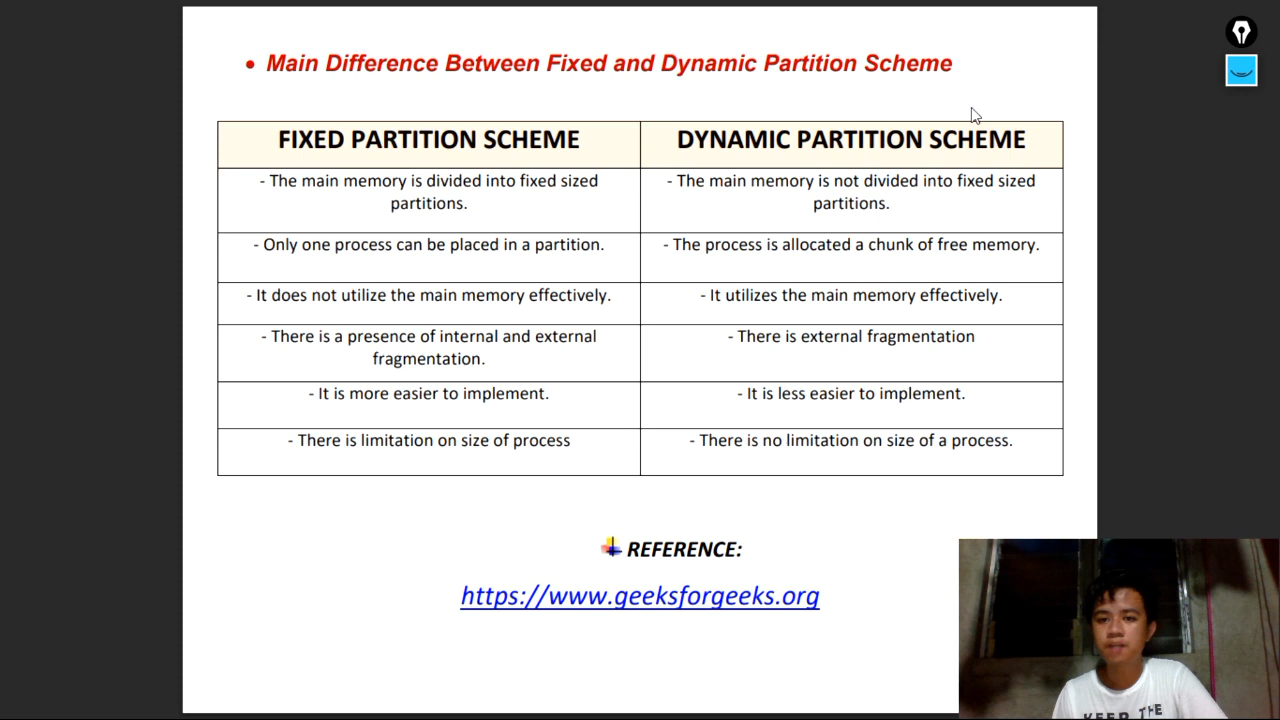 • Main Difference Between Fixed and Dynamic Partition Scheme
FIXED PARTITION SCHEME
DYNAMIC PARTITION SCHEME
- The main memory is divided into fixed sized
partitions.
- The main memory is not divided into fixed sized
partitions.
- Only one process can be placed in a partition.
- The process is allocated a chunk of free memory.
- It does not utilize the main memory effectively.
- It utilizes the main memory effectively.
- There is a presence of internal and external
fragmentation.
- There is external fragmentation
- It is more easier to implement.
- It is less easier to implement.
- There is limitation on size of process
- There is no limitation on size of a process.
REFERENCE:
https://www.geeksforgeeks.org
KEEP THE